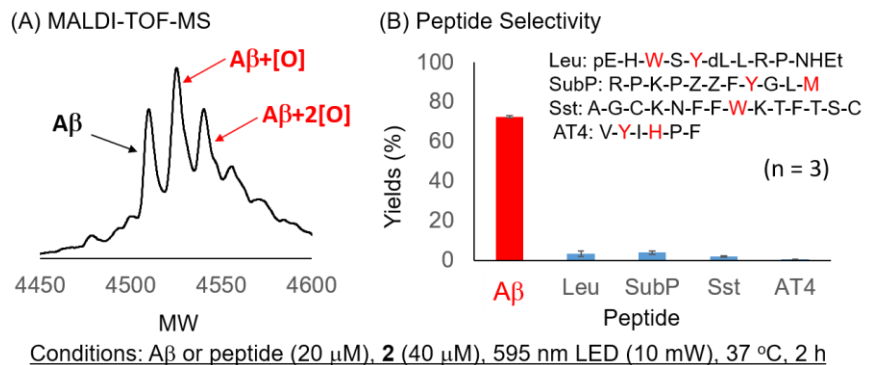 (A) MALDI-TOF-MS
Aβ+[O]
Aβ
Aβ+2[O]
4450 4500 4550 4600
MW
(B) Peptide Selectivity
100
80
60
40
20
0
Yields (%)
Leu: pE-H-W-S-Y-dL-L-R-P-NHEt
SubP: R-P-K-P-Z-Z-F-Y-G-L-M
Sst: A-G-C-K-N-F-F-W-K-T-F-T-S-C
AT4: V-Y-I-H-P-F
(n = 3)
Aβ Leu SubP Sst AT4
Peptide
Conditions: Aβ or peptide (20 μM), 2 (40 μM), 595 nm LED (10 mW), 37 °C, 2 h